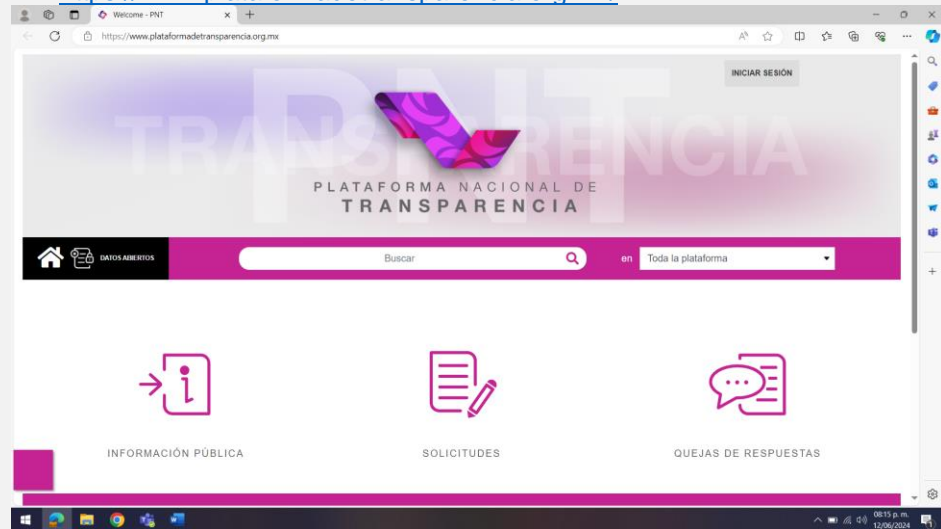 Welcome - PNT
https://www.plataformadetransparencia.org.mx
INICIAR SESIÓN
PNT
TRANSPARENCIA
PLATAFORMA NACIONAL DE
TRANSPARENCIA
DATOS ABIERTOS
Buscar
en
Toda la plataforma
INFORMACIÓN PÚBLICA
SOLICITUDES
QUEJAS DE RESPUESTAS
08:15 p. m.
12/06/2024